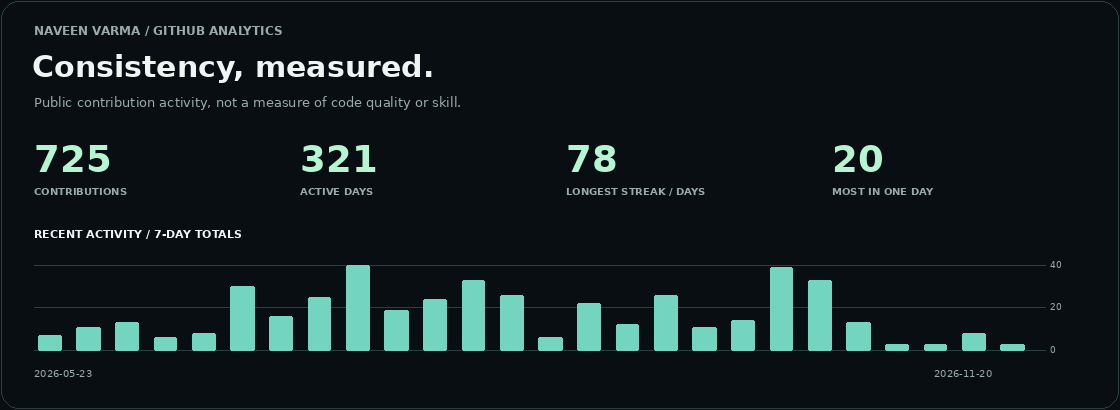 NAVEEN VARMA / GITHUB ANALYTICS
Consistency, measured.
Public contribution activity, not a measure of code quality or skill.
725 321 78 20
CONTRIBUTIONS ACTIVE DAYS LONGEST STREAK / DAYS MOST IN ONE DAY
RECENT ACTIVITY / 7-DAY TOTALS
40
20
0
2026-05-23 2026-11-20